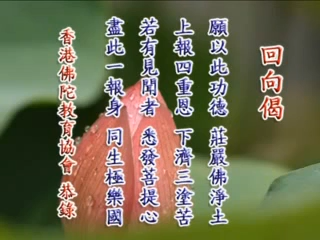 回向偈
願以此功德 莊嚴佛淨土
上報四重恩 下濟三塗苦
若有見聞者 悉發菩提心
盡此一報身 同生極樂國
香港佛陀教育協會 恭錄